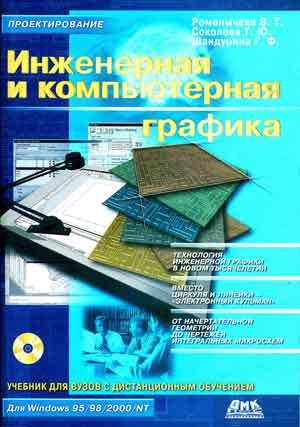 ПРОЕКТИРОВАНИЕ
Романычева Э. Т.
Соколова Т. Ю.
Шандурина Г. Ф.
Инженерная
и компьютерная
графика
ТЕХНОЛОГИЯ
ИНЖЕНЕРНОЙ ГРАФИКИ
В НОВОМ ТЫСЯЧЕЛЕТИИ
ВМЕСТО
ЦИРКУЛЯ И ЛИНЕЙКИ -
«ЭЛЕКТРОННЫЙ КУЛЬМАН»
ОТ НАЧЕРТАТЕЛЬНОЙ
ГЕОМЕТРИИ
ДО ЧЕРТЕЖЕЙ
ИНТЕГРАЛЬНЫХ МИКРОСХЕМ
УЧЕБНИК ДЛЯ ВУЗОВ С ДИСТАНЦИОННЫМ ОБУЧЕНИЕМ
Для Windows 95/98/2000/NT
ДМК